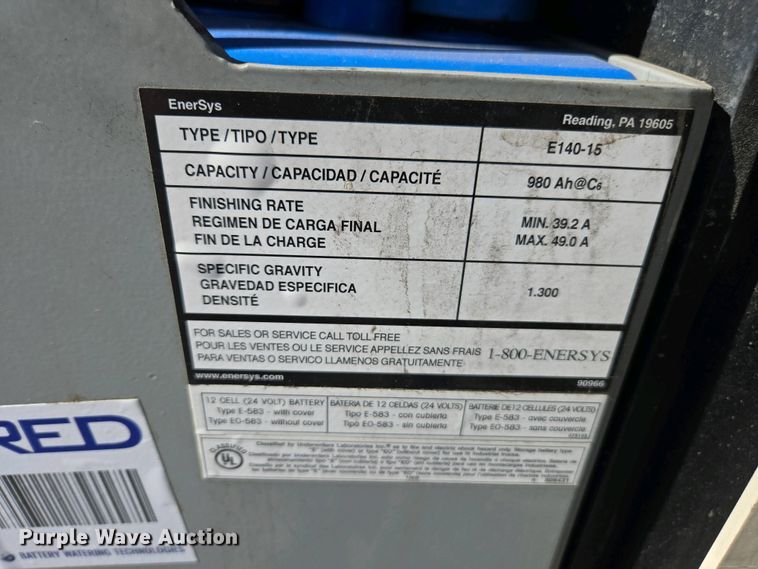 EnerSys
Reading, PA 19605
TYPE / TIPO / TYPE
E140-15
CAPACITY / CAPACIDAD / CAPACITÉ
980 Ah@C6
FINISHING RATE
REGIMEN DE CARGA FINAL
FIN DE LA CHARGE
MIN. 39.2 A
MAX. 49.0 A
SPECIFIC GRAVITY
GRAVEDAD ESPECIFICA
DENSITÉ
1.300
FOR SALES OR SERVICE CALL TOLL FREE
POUR LES VENTES OU LE SERVICE APPELLEZ SANS FRAIS
PARA VENTAS O SERVICO LLAMENOS GRATUITAMENTE
1-800-ENERSYS
www.enersys.com
90966
12 CELL (24 VOLT) BATTERY
Type E-583 - with cover
Type EO-583 - without cover
BATERIA DE 12 CELDAS (24 VOLTS)
Tipo E-583 - con cubierta
Tipo EO-583 - sin cubierta
BATTERIE DE 12 CELLULES (24 VOLTS)
Type E-583 - avec couvercle
Type EO-583 - sans couvercle
CLASSIFIED
UL
RED
BATTERY WATERING TECHNOLOGIES
Purple Wave Auction